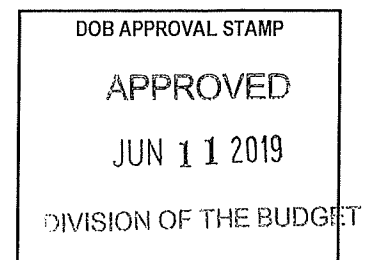 DOB APPROVAL STAMP
APPROVED
JUN 11 2019
DIVISION OF THE BUDGET